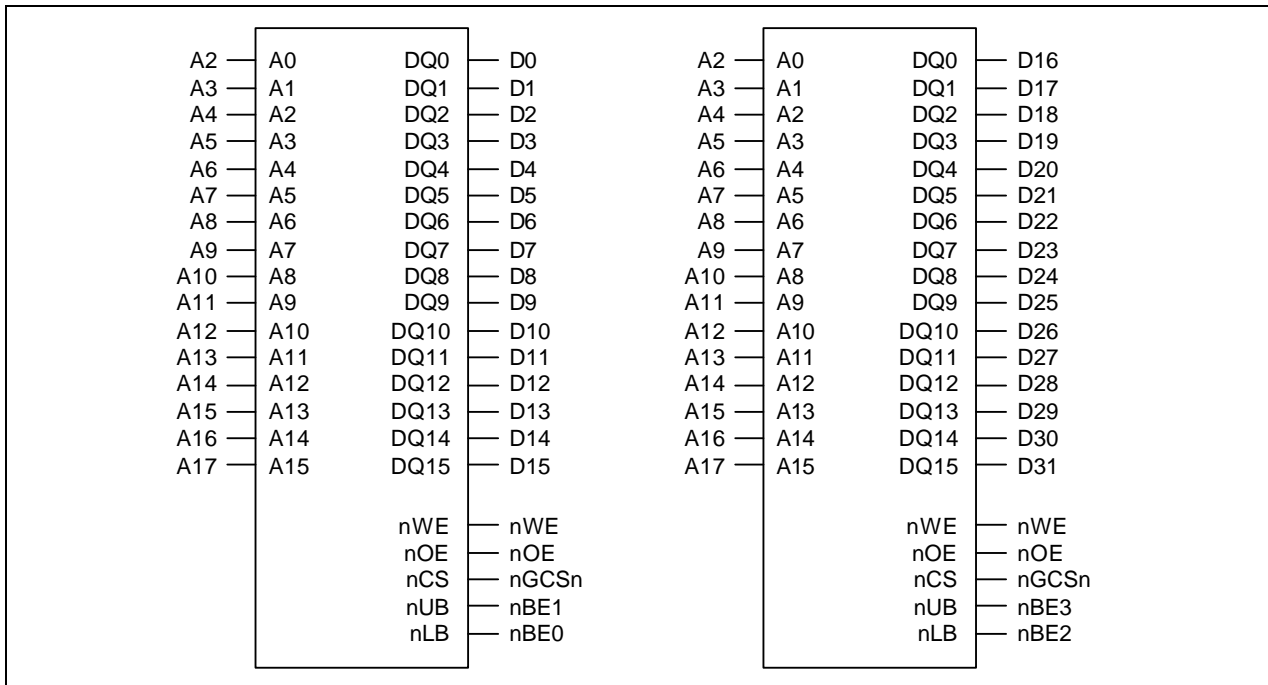 A2 A0 DQ0 D0 A2 A0 DQ0 D16
A3 A1 DQ1 D1 A3 A1 DQ1 D17
A4 A2 DQ2 D2 A4 A2 DQ2 D18
A5 A3 DQ3 D3 A5 A3 DQ3 D19
A6 A4 DQ4 D4 A6 A4 DQ4 D20
A7 A5 DQ5 D5 A7 A5 DQ5 D21
A8 A6 DQ6 D6 A8 A6 DQ6 D22
A9 A7 DQ7 D7 A9 A7 DQ7 D23
A10 A8 DQ8 D8 A10 A8 DQ8 D24
A11 A9 DQ9 D9 A11 A9 DQ9 D25
A12 A10 DQ10 D10 A12 A10 DQ10 D26
A13 A11 DQ11 D11 A13 A11 DQ11 D27
A14 A12 DQ12 D12 A14 A12 DQ12 D28
A15 A13 DQ13 D13 A15 A13 DQ13 D29
A16 A14 DQ14 D14 A16 A14 DQ14 D30
A17 A15 DQ15 D15 A17 A15 DQ15 D31
nWE nWE nWE nWE
nOE nOE nOE nOE
nCS nGCSn nCS nGCSn
nUB nBE1 nUB nBE3
nLB nBE0 nLB nBE2